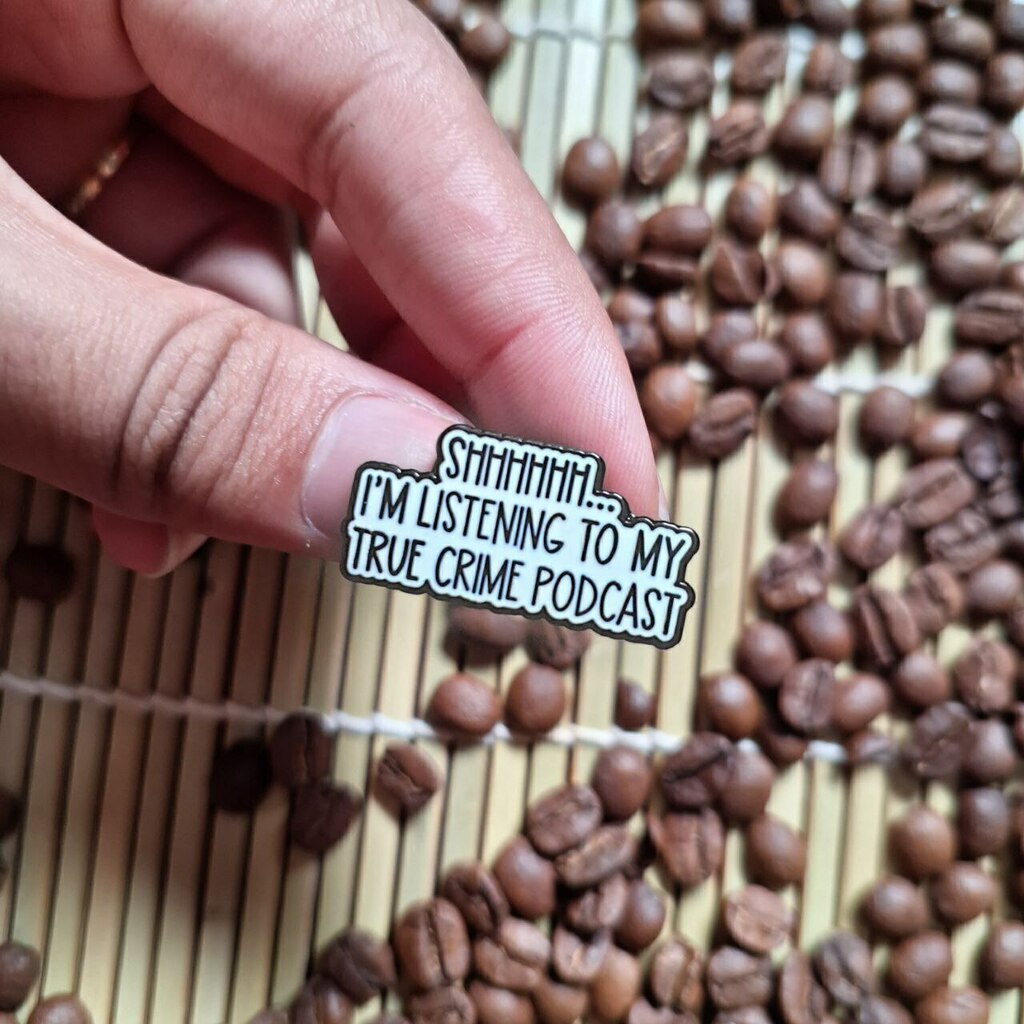 SHHHHHH...
I'M LISTENING TO MY
TRUE CRIME PODCAST